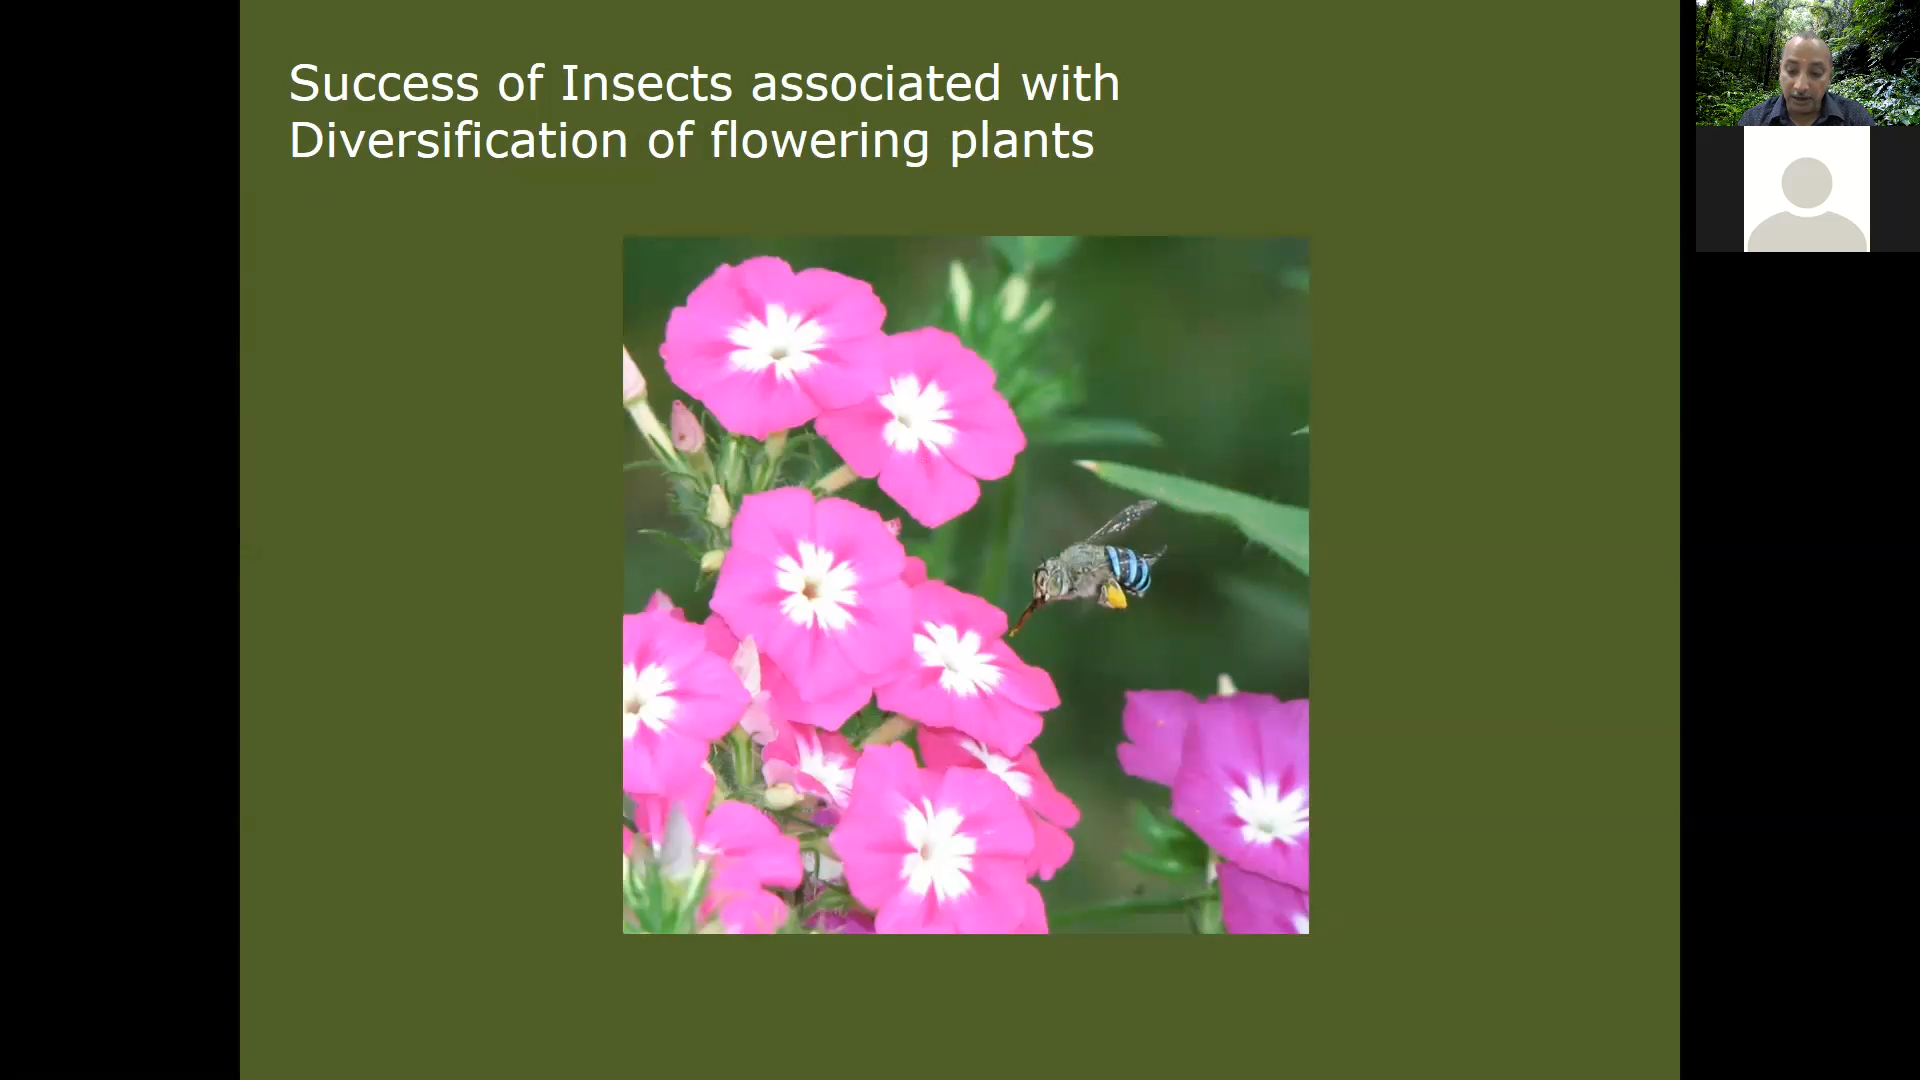 Success of Insects associated with
Diversification of flowering plants